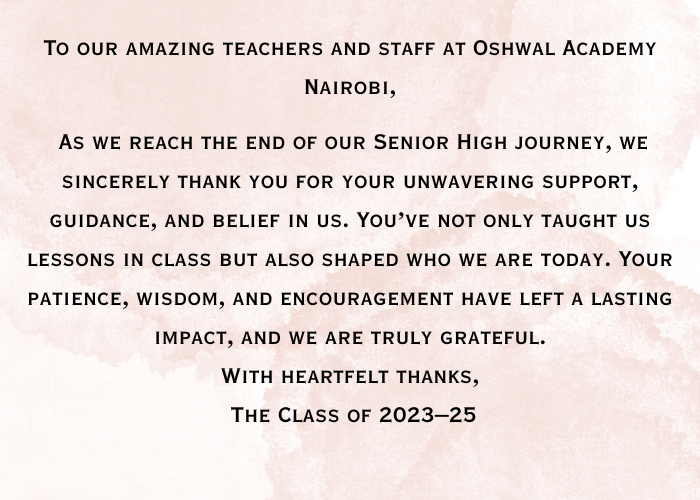 To our amazing teachers and staff at Oshwal Academy
Nairobi,
As we reach the end of our Senior High journey, we
sincerely thank you for your unwavering support,
guidance, and belief in us. You’ve not only taught us
lessons in class but also shaped who we are today. Your
patience, wisdom, and encouragement have left a lasting
impact, and we are truly grateful.
With heartfelt thanks,
The Class of 2023–25